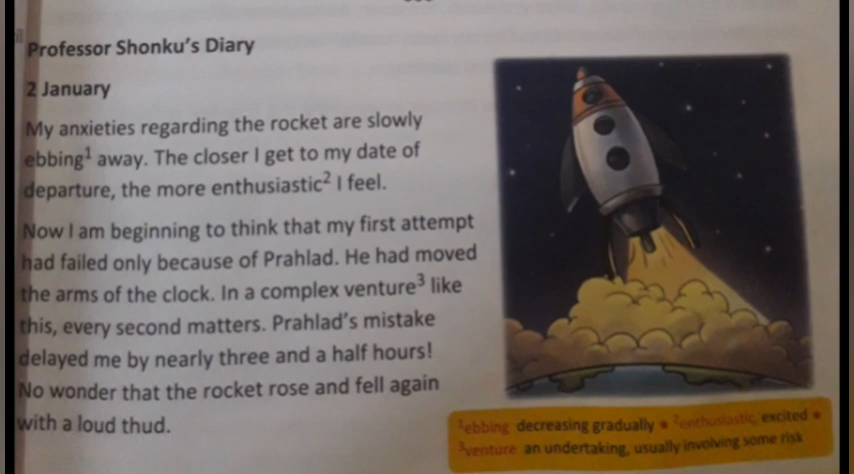 Professor Shonku's Diary
2 January
My anxieties regarding the rocket are slowly
ebbing¹ away. The closer I get to my date of
departure, the more enthusiastic² I feel.
Now I am beginning to think that my first attempt
had failed only because of Prahlad. He had moved
the arms of the clock. In a complex venture³ like
this, every second matters. Prahlad's mistake
delayed me by nearly three and a half hours!
No wonder that the rocket rose and fell again
with a loud thud.
¹ebbing decreasing gradually ★ ²enthusiastic excited ★
³venture an undertaking, usually involving some risk